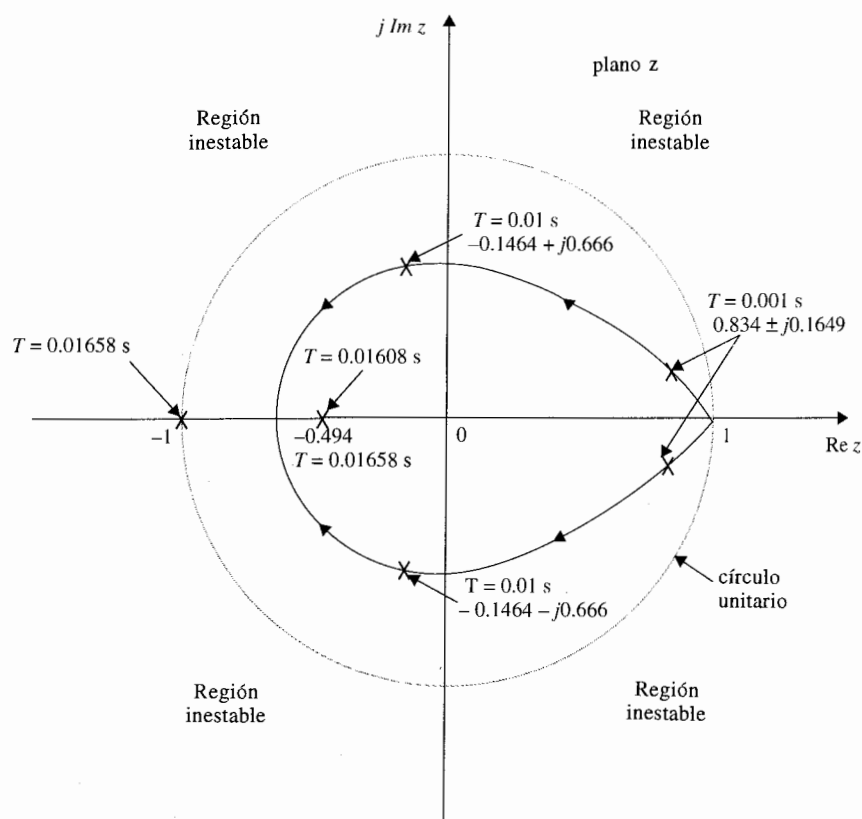 j Im z
plano z
Región
inestable
Región
inestable
T = 0.01 s
−0.1464 + j0.666
T = 0.001 s
0.834 ± j0.1649
T = 0.01658 s
T = 0.01608 s
−1
−0.494
0
1
Re z
T = 0.01658 s
T = 0.01 s
− 0.1464 − j0.666
círculo
unitario
Región
inestable
Región
inestable